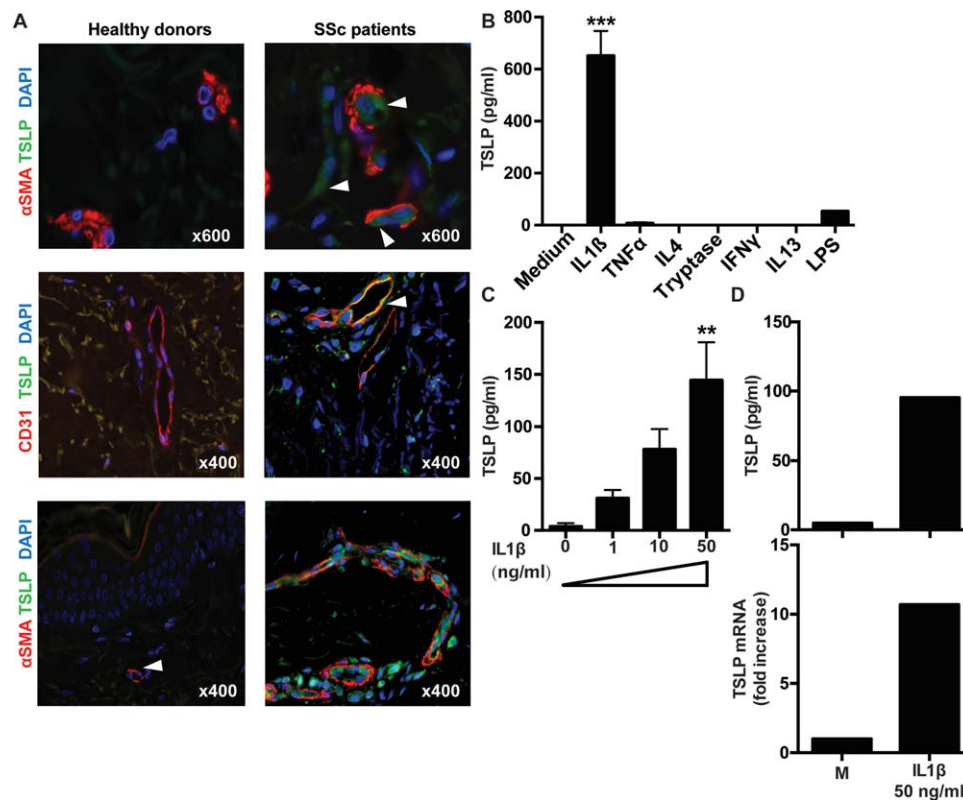 A
Healthy donors
SSc patients
αSMA TSLP DAPI
x600
x600
CD31 TSLP DAPI
x400
x400
αSMA TSLP DAPI
x400
x400
B
TSLP (pg/ml)
800
600
400
200
0
***
Medium
IL1ß
TNFα
IL4
Tryptase
IFNγ
IL13
LPS
C
TSLP (pg/ml)
200
150
100
50
0
**
IL1β
(ng/ml)
0
1
10
50
D
TSLP (pg/ml)
150
100
50
0
TSLP mRNA
(fold increase)
15
10
5
0
M
IL1β
50 ng/ml